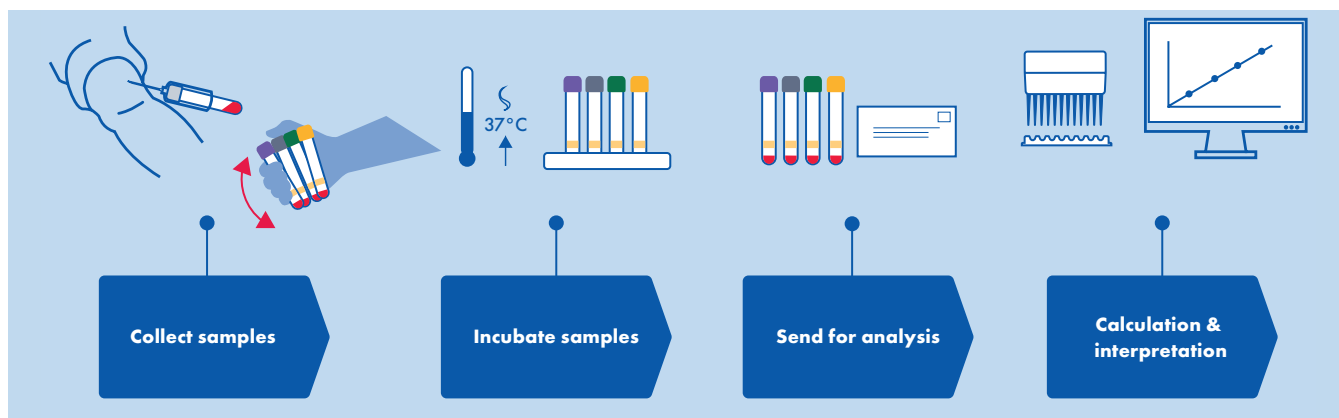 37°C
Collect samples
Incubate samples
Send for analysis
Calculation &
interpretation